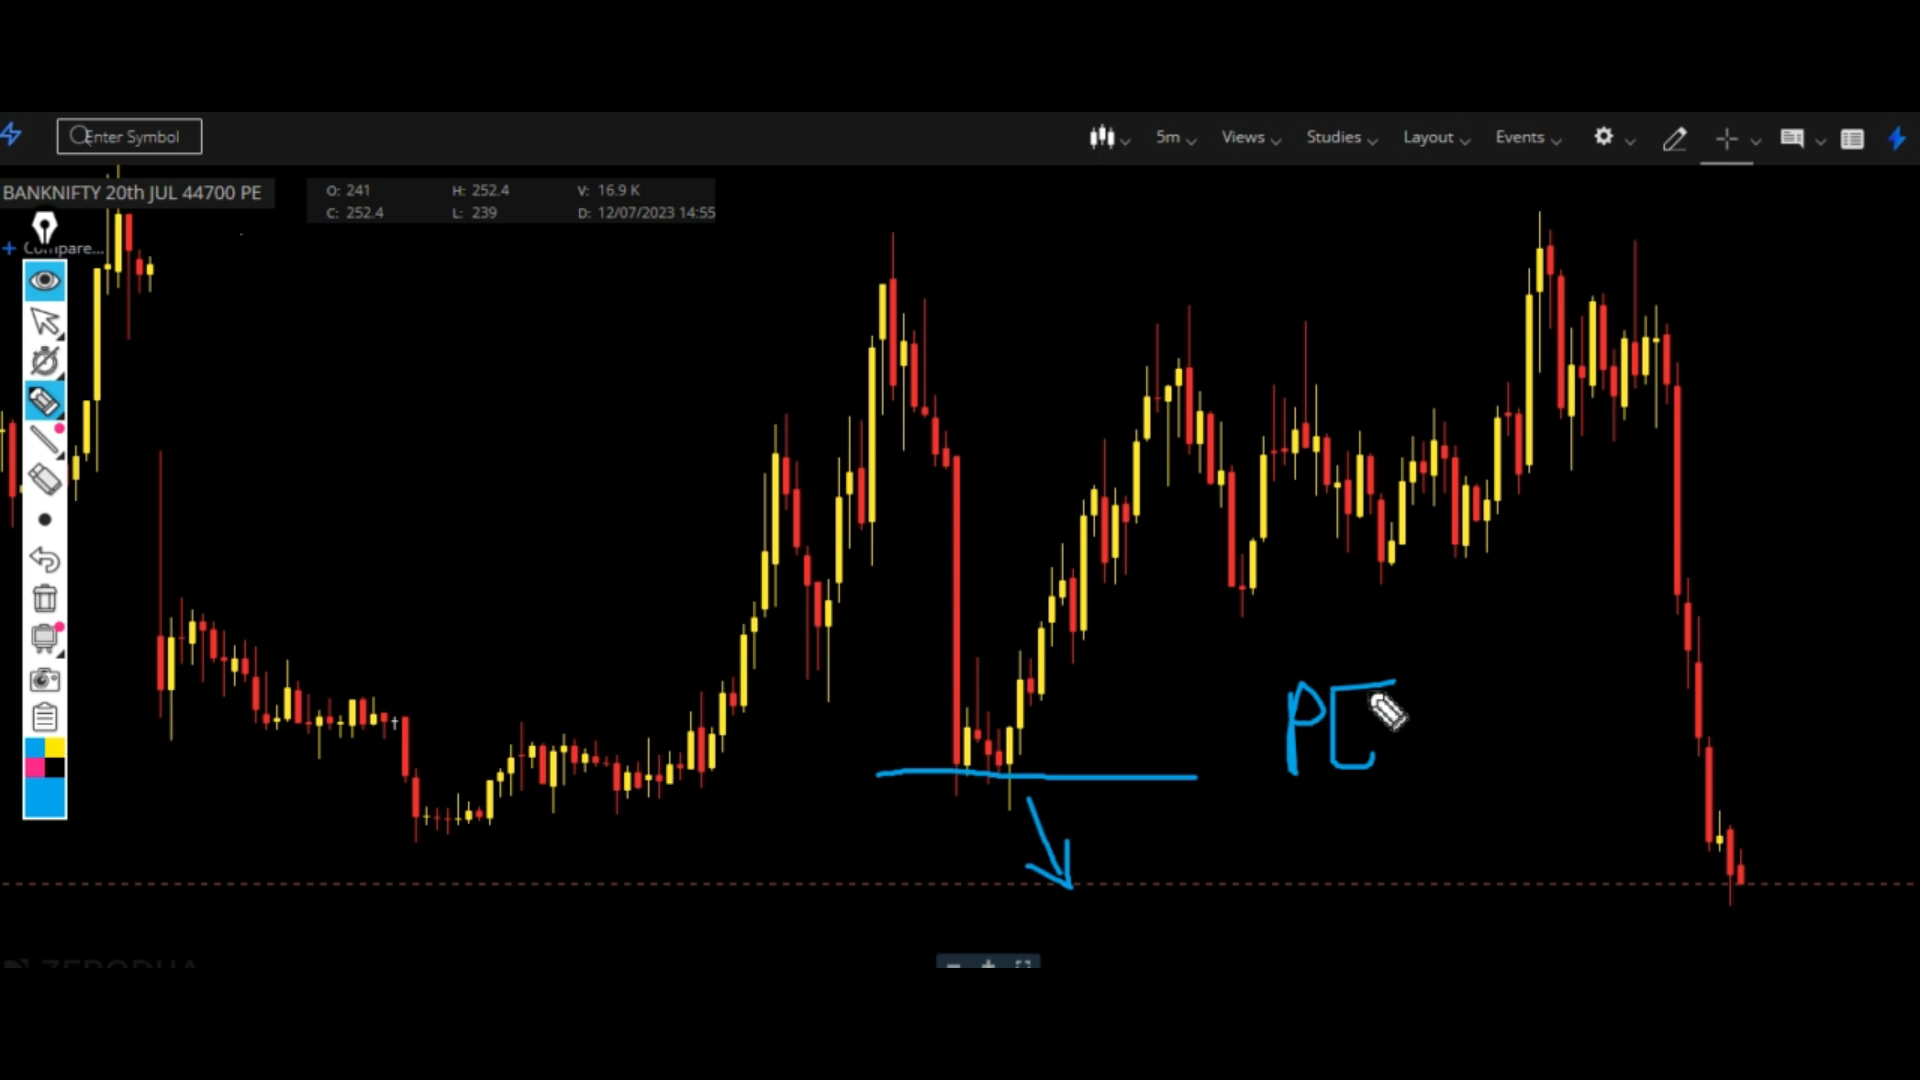 Enter Symbol
5m Views Studies Layout Events
BANKNIFTY 20th JUL 44700 PE
O: 241 H: 252.4 V: 16.9 K
C: 252.4 L: 239 D: 12/07/2023 14:55
+ Compare...
PE
ZERODHA